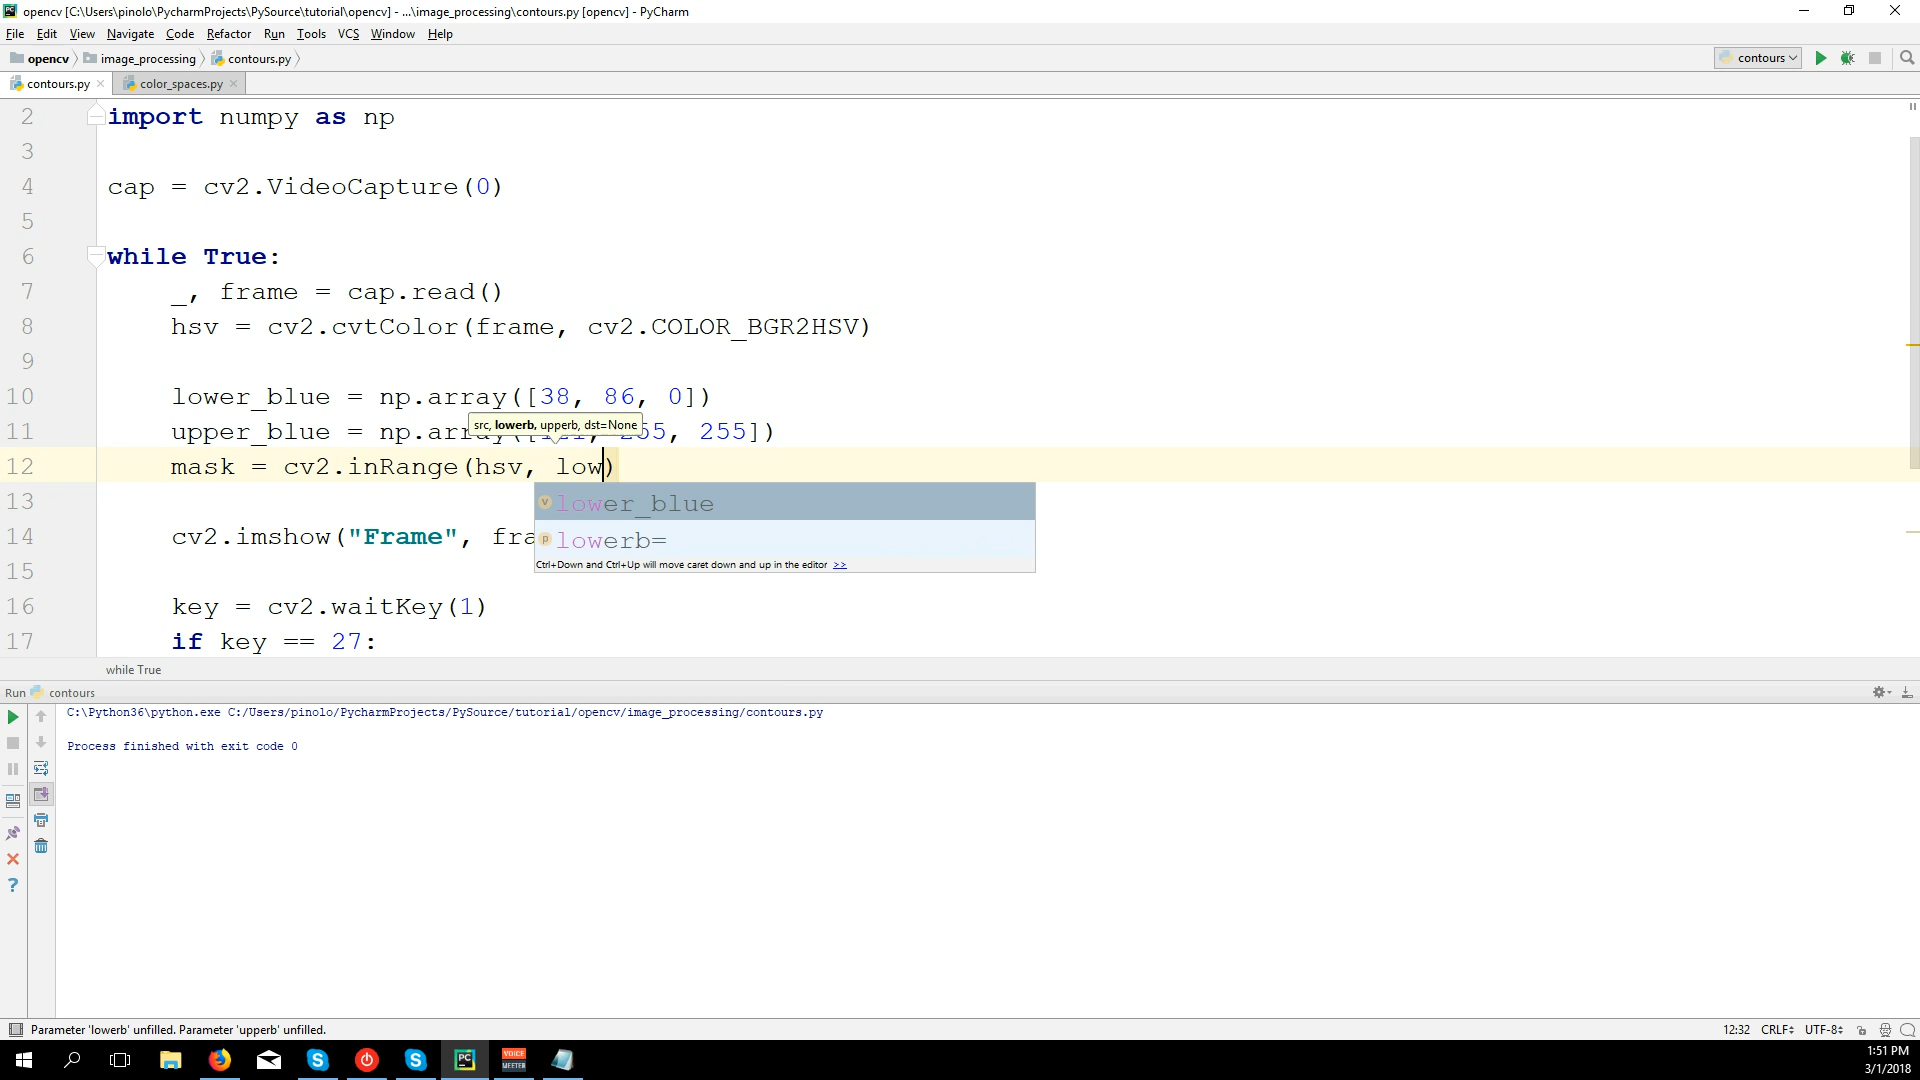 opencv [C:\Users\pinolo\PycharmProjects\PySource\tutorial\opencv] - ...\image_processing\contours.py [opencv] - PyCharm
File Edit View Navigate Code Refactor Run Tools VCS Window Help
opencv image_processing contours.py contours
contours.py color_spaces.py
2 import numpy as np
3
4 cap = cv2.VideoCapture(0)
5
6 while True:
7 _, frame = cap.read()
8 hsv = cv2.cvtColor(frame, cv2.COLOR_BGR2HSV)
9
10 lower_blue = np.array([38, 86, 0])
src, lowerb, upperb, dst=None
11 upper_blue = np.array([121, 255, 255])
12 mask = cv2.inRange(hsv, low)
13 lower_blue
14 cv2.imshow("Frame", fra
lowerb=
Ctrl+Down and Ctrl+Up will move caret down and up in the editor >>
15
16 key = cv2.waitKey(1)
17 if key == 27:
while True
Run contours
C:\Python36\python.exe C:/Users/pinolo/PycharmProjects/PySource/tutorial/opencv/image_processing/contours.py
Process finished with exit code 0
Parameter 'lowerb' unfilled. Parameter 'upperb' unfilled. 12:32 CRLF UTF-8
VOICE
MEETER
1:51 PM
3/1/2018